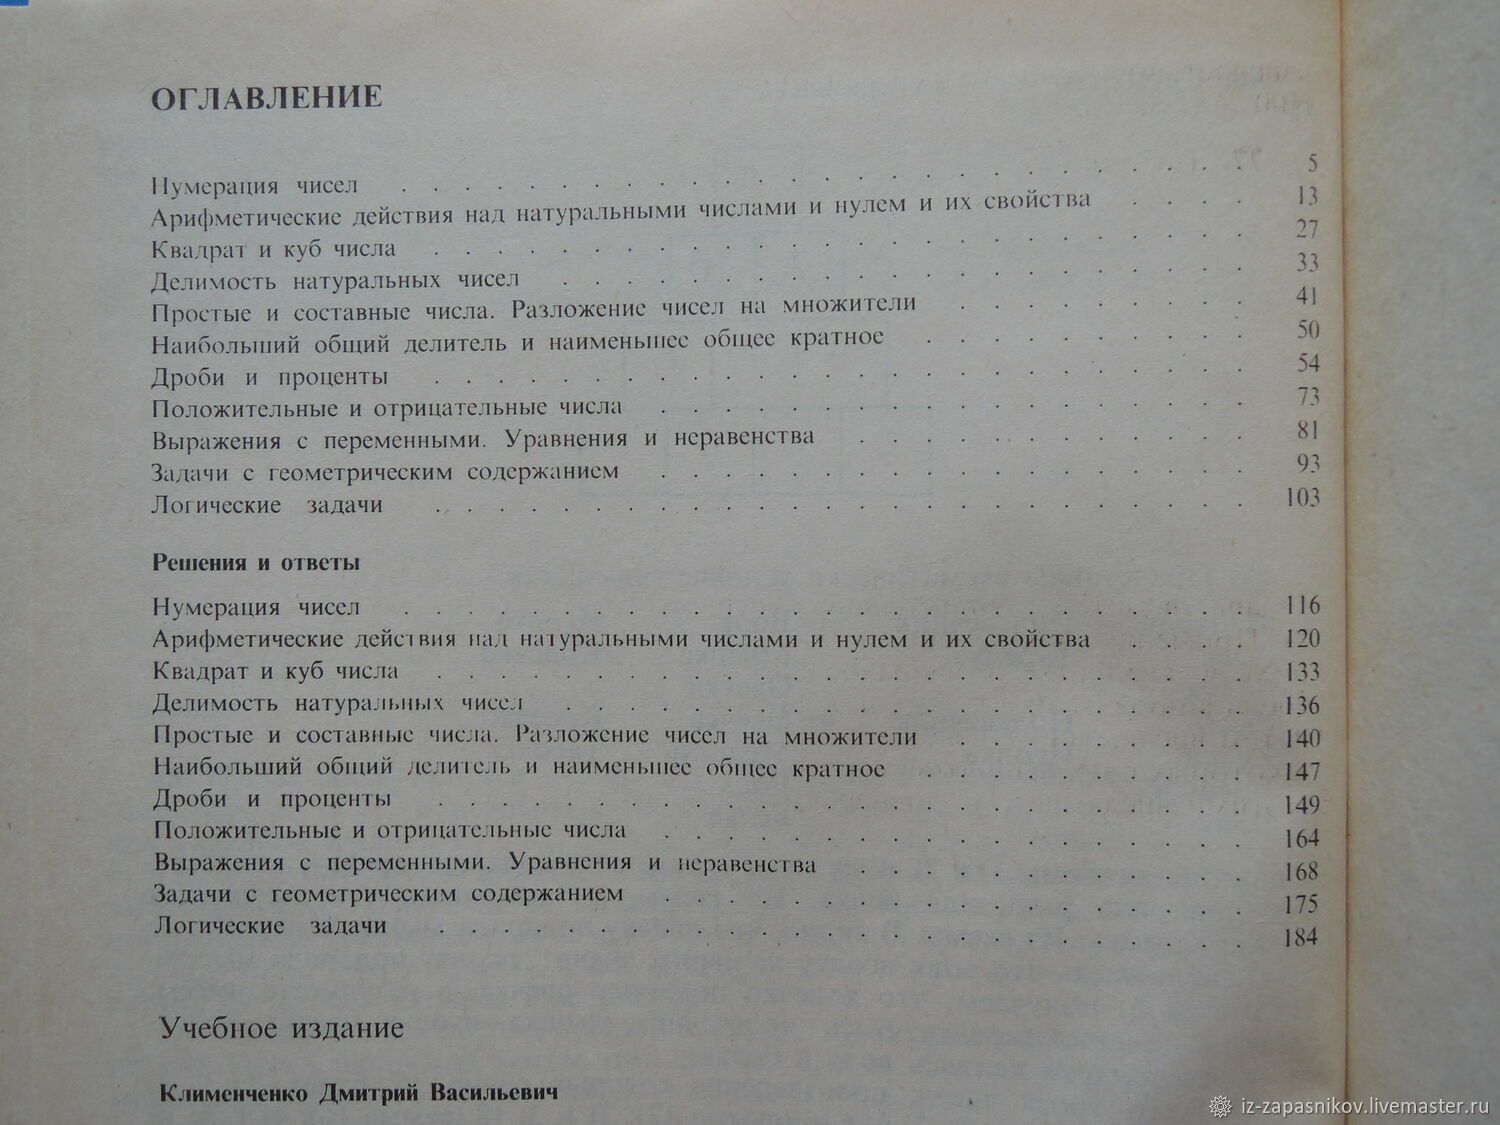 ОГЛАВЛЕНИЕ
Нумерация чисел . . . . . . . . . . . . . . . . . . . . . . . . . . . 5
Арифметические действия над натуральными числами и нулем и их свойства . . . . 13
Квадрат и куб числа . . . . . . . . . . . . . . . . . . . . . . . . . . 27
Делимость натуральных чисел . . . . . . . . . . . . . . . . . . . . . 33
Простые и составные числа. Разложение чисел на множители . . . . . . . . . 41
Наибольший общий делитель и наименьшее общее кратное . . . . . . . . . . 50
Дроби и проценты . . . . . . . . . . . . . . . . . . . . . . . . . . 54
Положительные и отрицательные числа . . . . . . . . . . . . . . . . . . 73
Выражения с переменными. Уравнения и неравенства . . . . . . . . . . . . 81
Задачи с геометрическим содержанием . . . . . . . . . . . . . . . . . . 93
Логические задачи . . . . . . . . . . . . . . . . . . . . . . . . . . 103
Решения и ответы
Нумерация чисел . . . . . . . . . . . . . . . . . . . . . . . . . . . 116
Арифметические действия над натуральными числами и нулем и их свойства . . . . 120
Квадрат и куб числа . . . . . . . . . . . . . . . . . . . . . . . . . . 133
Делимость натуральных чисел . . . . . . . . . . . . . . . . . . . . . 136
Простые и составные числа. Разложение чисел на множители . . . . . . . . . 140
Наибольший общий делитель и наименьшее общее кратное . . . . . . . . . . 147
Дроби и проценты . . . . . . . . . . . . . . . . . . . . . . . . . . 149
Положительные и отрицательные числа . . . . . . . . . . . . . . . . . . 164
Выражения с переменными. Уравнения и неравенства . . . . . . . . . . . . 168
Задачи с геометрическим содержанием . . . . . . . . . . . . . . . . . . 175
Логические задачи . . . . . . . . . . . . . . . . . . . . . . . . . . 184
Учебное издание
Клименченко Дмитрий Васильевич
iz-zapasnikov.livemaster.ru